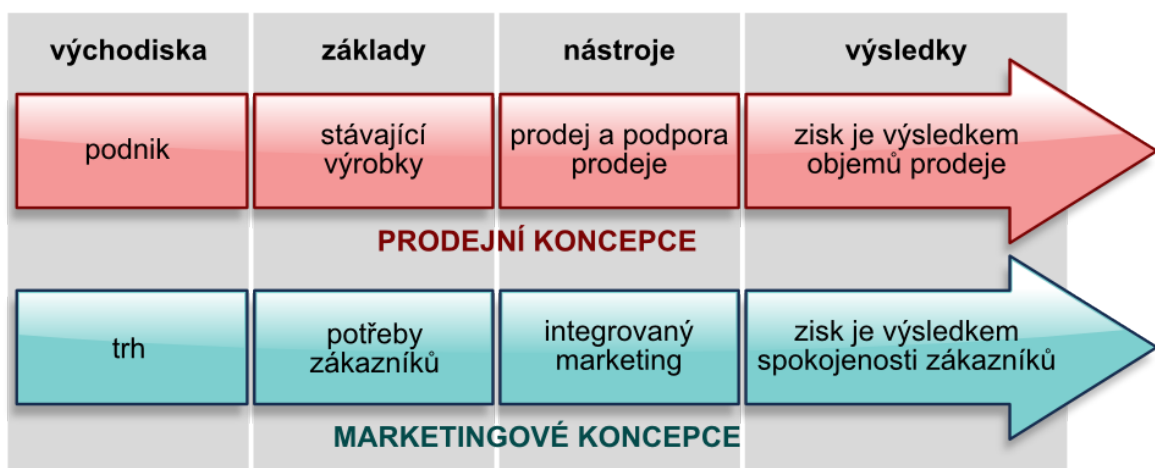 východiska
základy
nástroje
výsledky
podnik
stávající
výrobky
prodej a podpora
prodeje
zisk je výsledkem
objemů prodeje
PRODEJNÍ KONCEPCE
trh
potřeby
zákazníků
integrovaný
marketing
zisk je výsledkem
spokojenosti zákazníků
MARKETINGOVÉ KONCEPCE